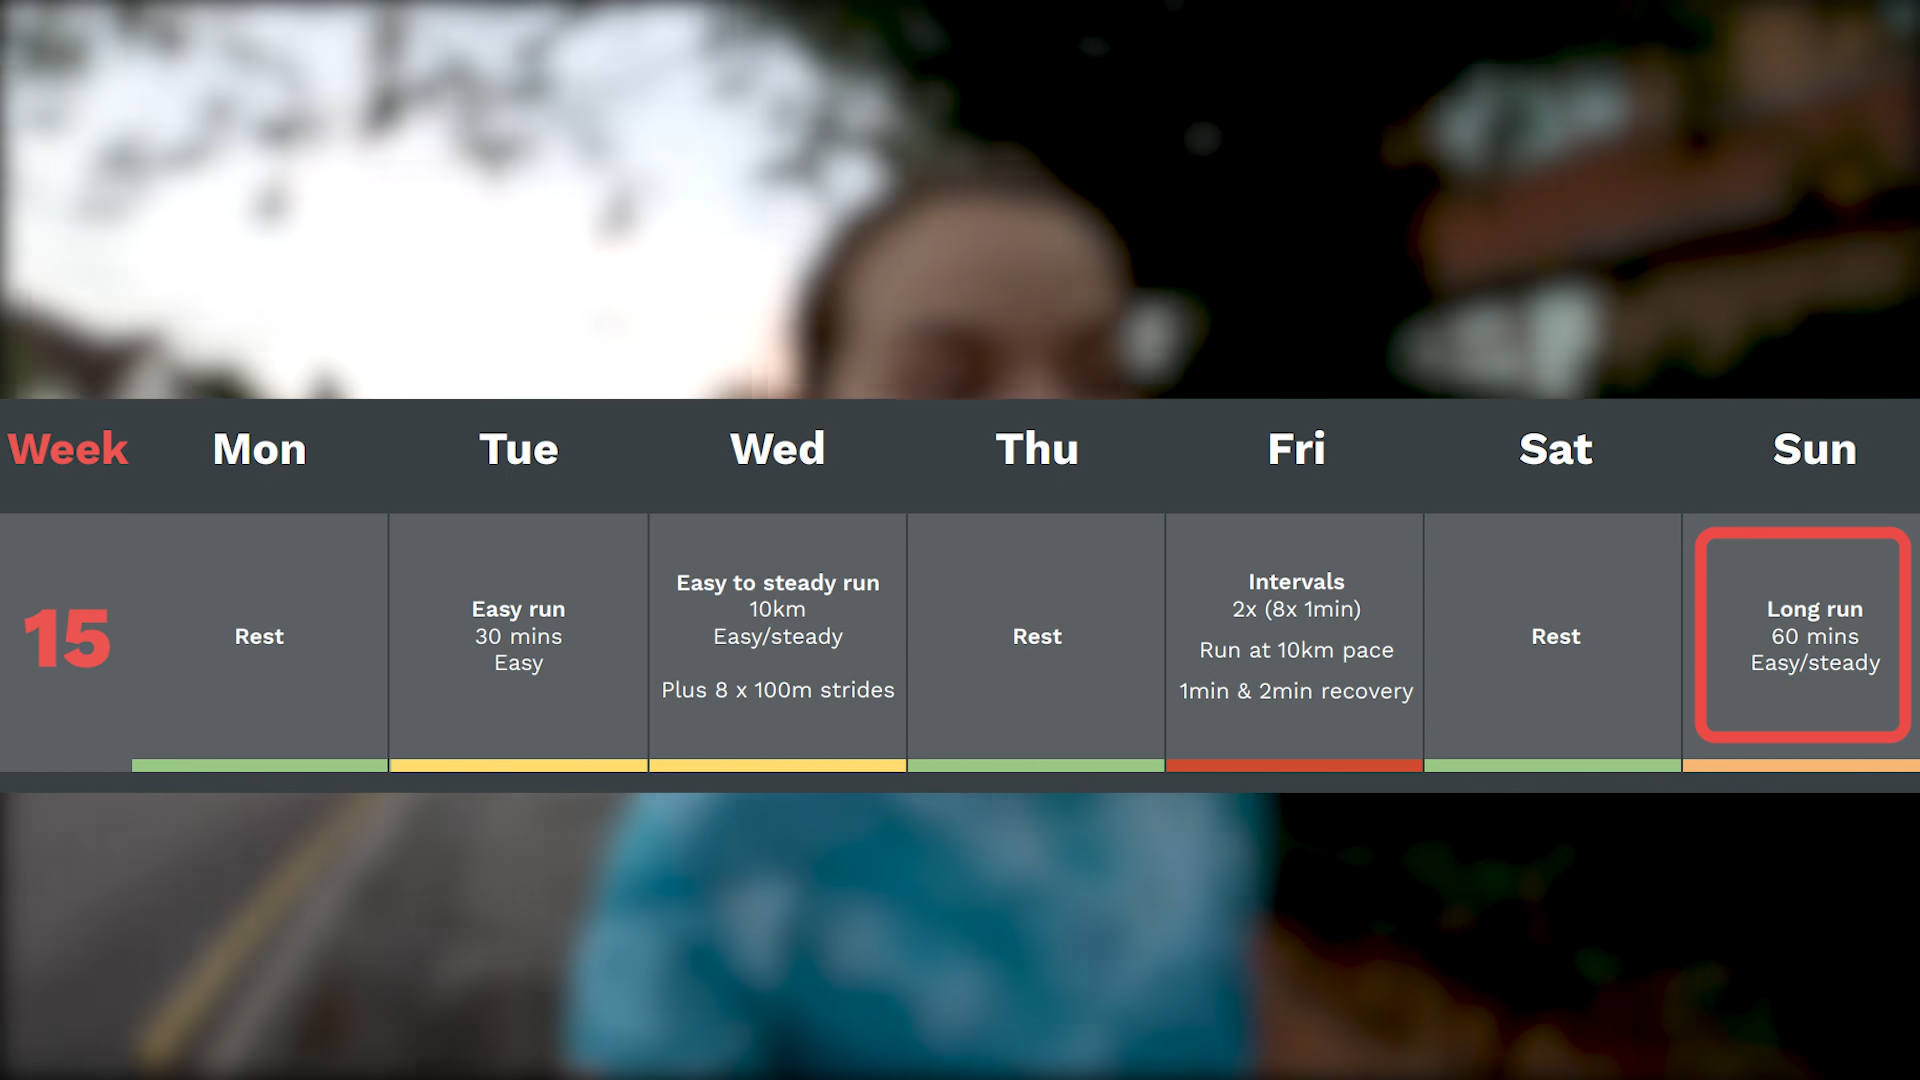 Week Mon Tue Wed Thu Fri Sat Sun
15
Rest
Easy run
30 mins
Easy
Easy to steady run
10km
Easy/steady
Plus 8 x 100m strides
Rest
Intervals
2x (8x 1min)
Run at 10km pace
1min & 2min recovery
Rest
Long run
60 mins
Easy/steady